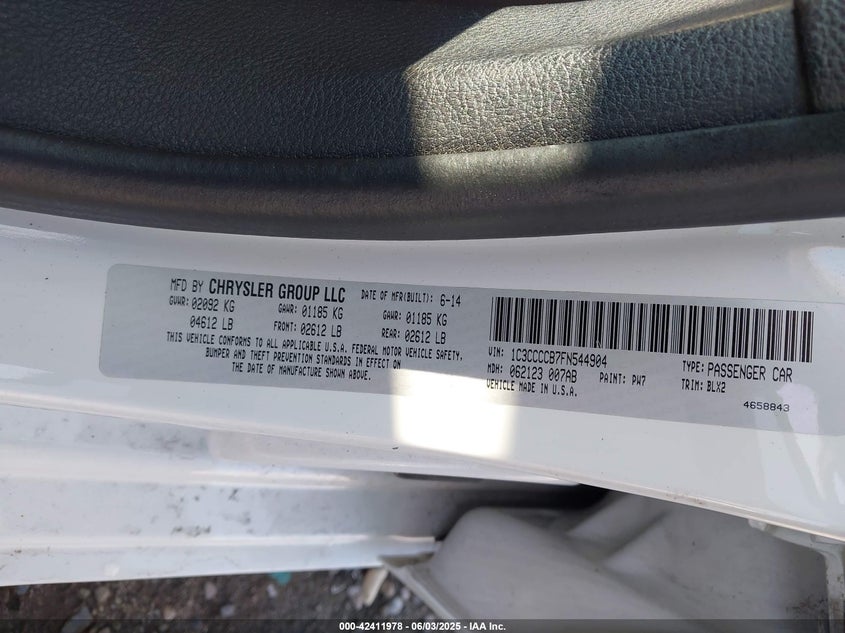 MFD BY CHRYSLER GROUP LLC
DATE OF MFR(BUILT): 6-14
GVWR: 02092 KG GAWR: 01185 KG GAWR: 01185 KG
04612 LB FRONT: 02612 LB REAR: 02612 LB
THIS VEHICLE CONFORMS TO ALL APPLICABLE U.S.A. FEDERAL MOTOR VEHICLE SAFETY,
BUMPER AND THEFT PREVENTION STANDARDS IN EFFECT ON
THE DATE OF MANUFACTURE SHOWN ABOVE.
VIN: 1C3CCCCB7FN544904 TYPE: PASSENGER CAR
MDH: 062123 007AB PAINT: PW7 TRIM: BLX2
VEHICLE MADE IN U.S.A.
4658843
000-42411978 - 06/03/2025 - © IAA Inc.